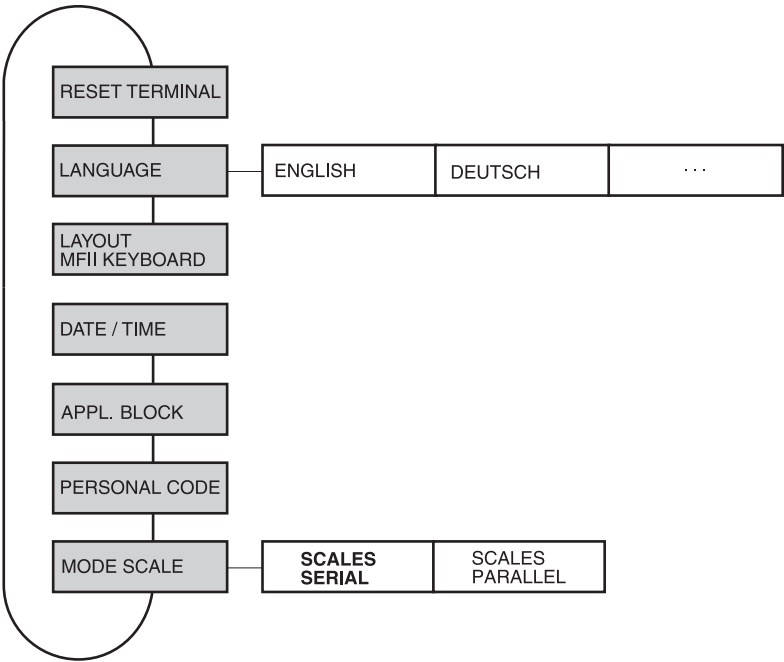 RESET TERMINAL
LANGUAGE
ENGLISH
DEUTSCH
...
LAYOUT
MFII KEYBOARD
DATE / TIME
APPL. BLOCK
PERSONAL CODE
MODE SCALE
SCALES
SERIAL
SCALES
PARALLEL